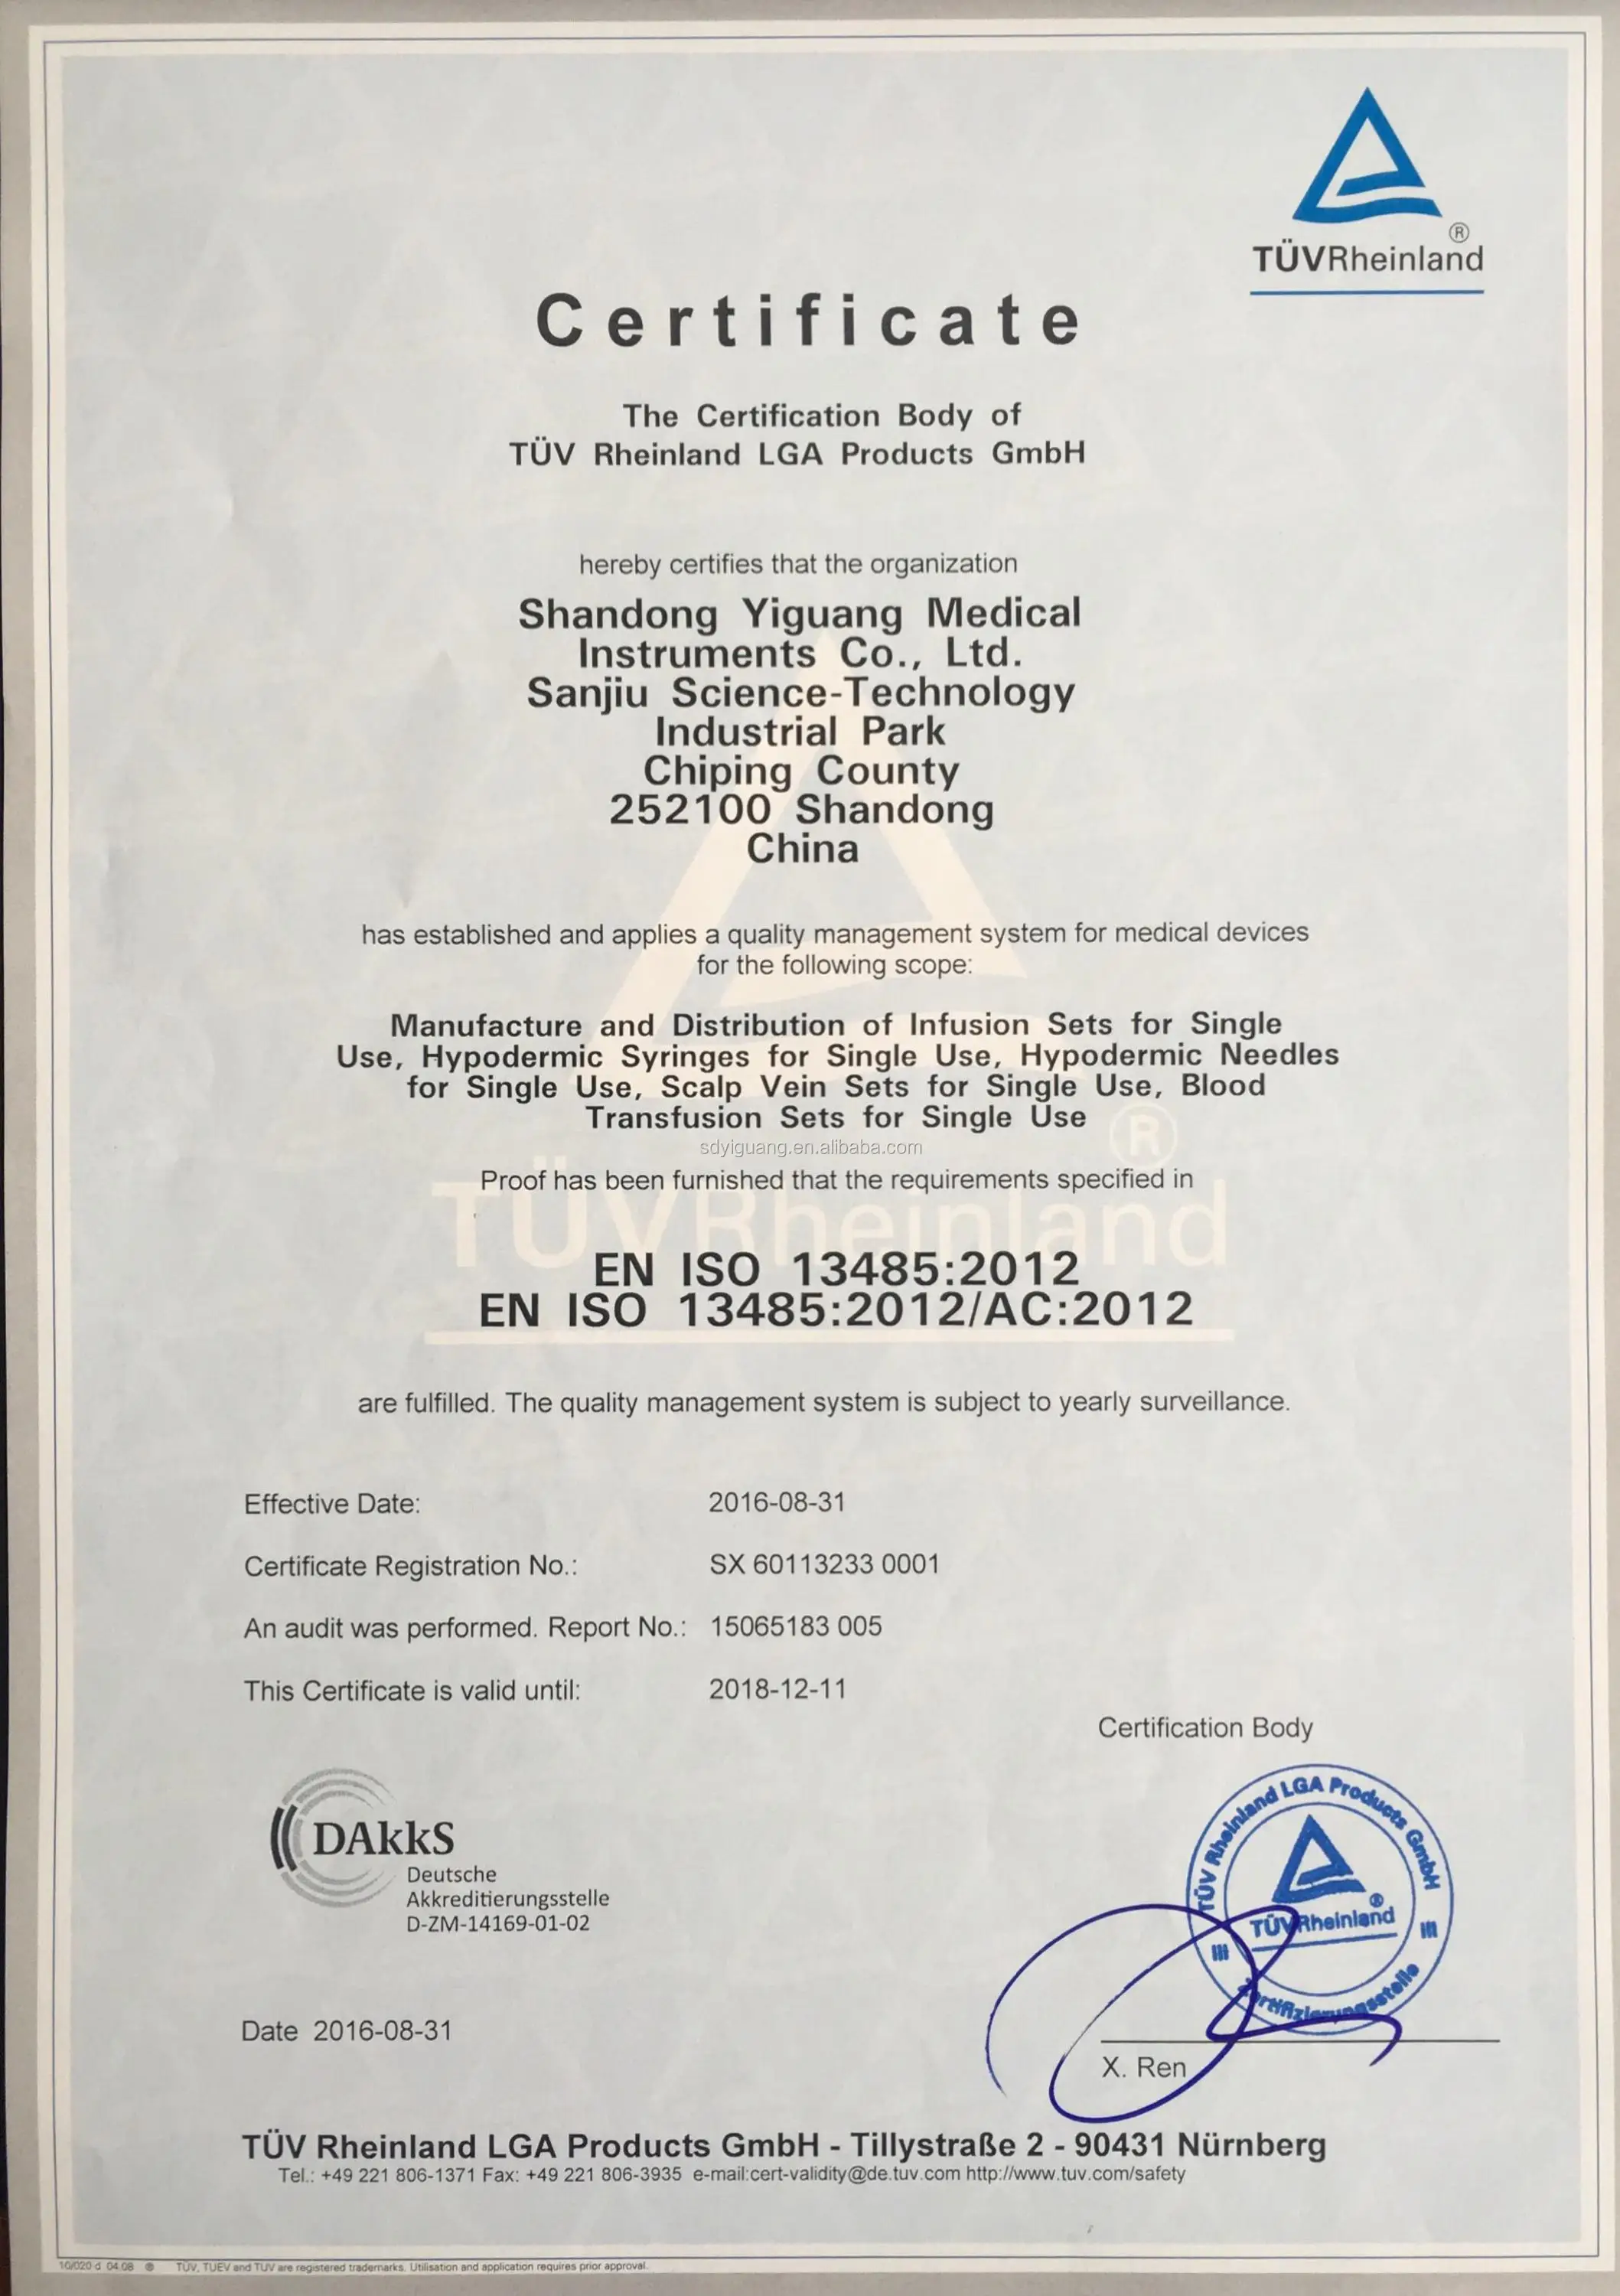 ®
TÜVRheinland
Certificate
The Certification Body of
TÜV Rheinland LGA Products GmbH
hereby certifies that the organization
Shandong Yiguang Medical
Instruments Co., Ltd.
Sanjiu Science-Technology
Industrial Park
Chiping County
252100 Shandong
China
has established and applies a quality management system for medical devices
for the following scope:
Manufacture and Distribution of Infusion Sets for Single
Use, Hypodermic Syringes for Single Use, Hypodermic Needles
for Single Use, Scalp Vein Sets for Single Use, Blood
Transfusion Sets for Single Use
®
sdyiguang.en.alibaba.com
Proof has been furnished that the requirements specified in
TÜVRheinland
EN ISO 13485:2012
EN ISO 13485:2012/AC:2012
are fulfilled. The quality management system is subject to yearly surveillance.
Effective Date: 2016-08-31
Certificate Registration No.: SX 60113233 0001
An audit was performed. Report No.: 15065183 005
This Certificate is valid until: 2018-12-11
Certification Body
DAkkS
Deutsche
Akkreditierungsstelle
D-ZM-14169-01-02
TÜV Rheinland LGA Products GmbH
®
TÜVRheinland
Zertifizierungsstelle
Date 2016-08-31
X. Ren
TÜV Rheinland LGA Products GmbH - Tillystraße 2 - 90431 Nürnberg
Tel.: +49 221 806-1371 Fax: +49 221 806-3935 e-mail:cert-validity@de.tuv.com http://www.tuv.com/safety
10/020 d 04.08 ® TÜV, TUEV and TUV are registered trademarks. Utilisation and application requires prior approval.